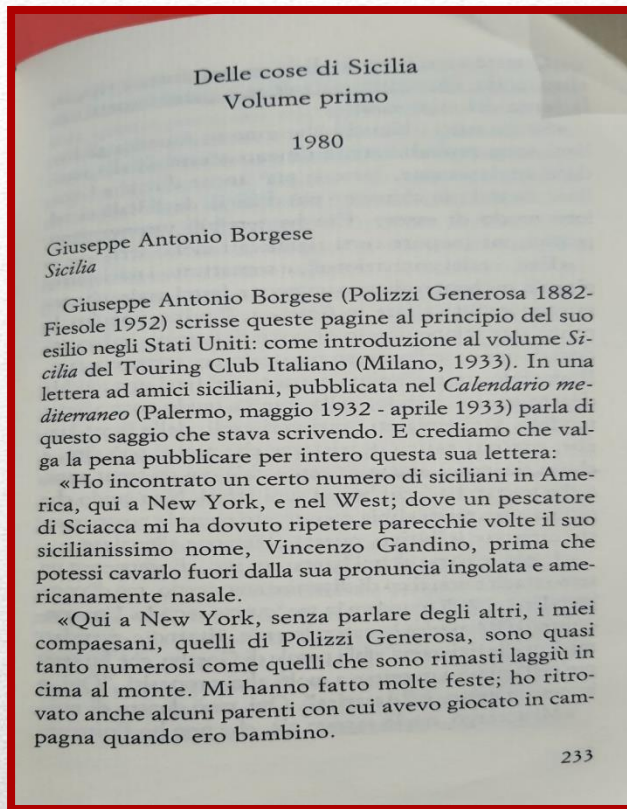 Delle cose di Sicilia
Volume primo
1980
Giuseppe Antonio Borgese
Sicilia
Giuseppe Antonio Borgese (Polizzi Generosa 1882-
Fiesole 1952) scrisse queste pagine al principio del suo
esilio negli Stati Uniti: come introduzione al volume Si-
cilia del Touring Club Italiano (Milano, 1933). In una
lettera ad amici siciliani, pubblicata nel Calendario me-
diterraneo (Palermo, maggio 1932 - aprile 1933) parla di
questo saggio che stava scrivendo. E crediamo che val-
ga la pena pubblicare per intero questa sua lettera:
«Ho incontrato un certo numero di siciliani in Ame-
rica, qui a New York, e nel West; dove un pescatore
di Sciacca mi ha dovuto ripetere parecchie volte il suo
sicilianissimo nome, Vincenzo Gandino, prima che
potessi cavarlo fuori dalla sua pronuncia ingolata e ame-
ricanamente nasale.
«Qui a New York, senza parlare degli altri, i miei
compaesani, quelli di Polizzi Generosa, sono quasi
tanto numerosi come quelli che sono rimasti laggiù in
cima al monte. Mi hanno fatto molte feste; ho ritro-
vato anche alcuni parenti con cui avevo giocato in cam-
pagna quando ero bambino.
233